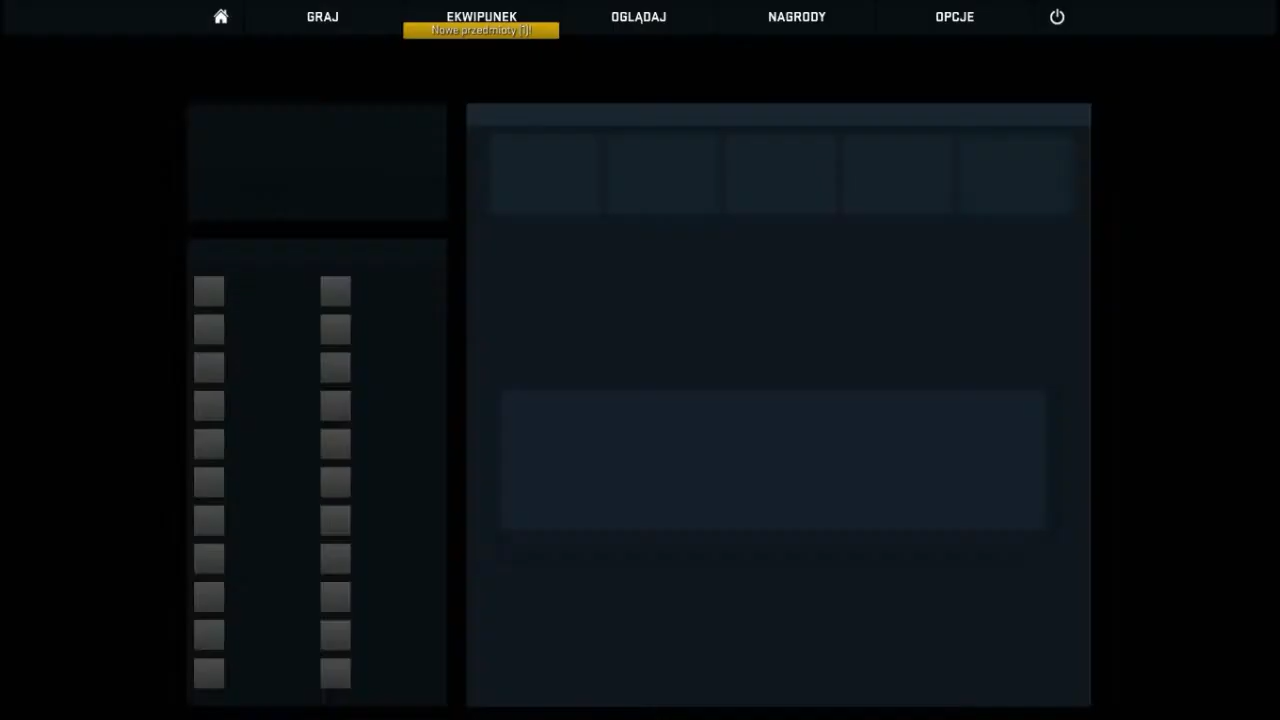 GRAJ
EKWIPUNEK
OGLĄDAJ
NAGRODY
OPCJE
Nowe przedmioty [1]!